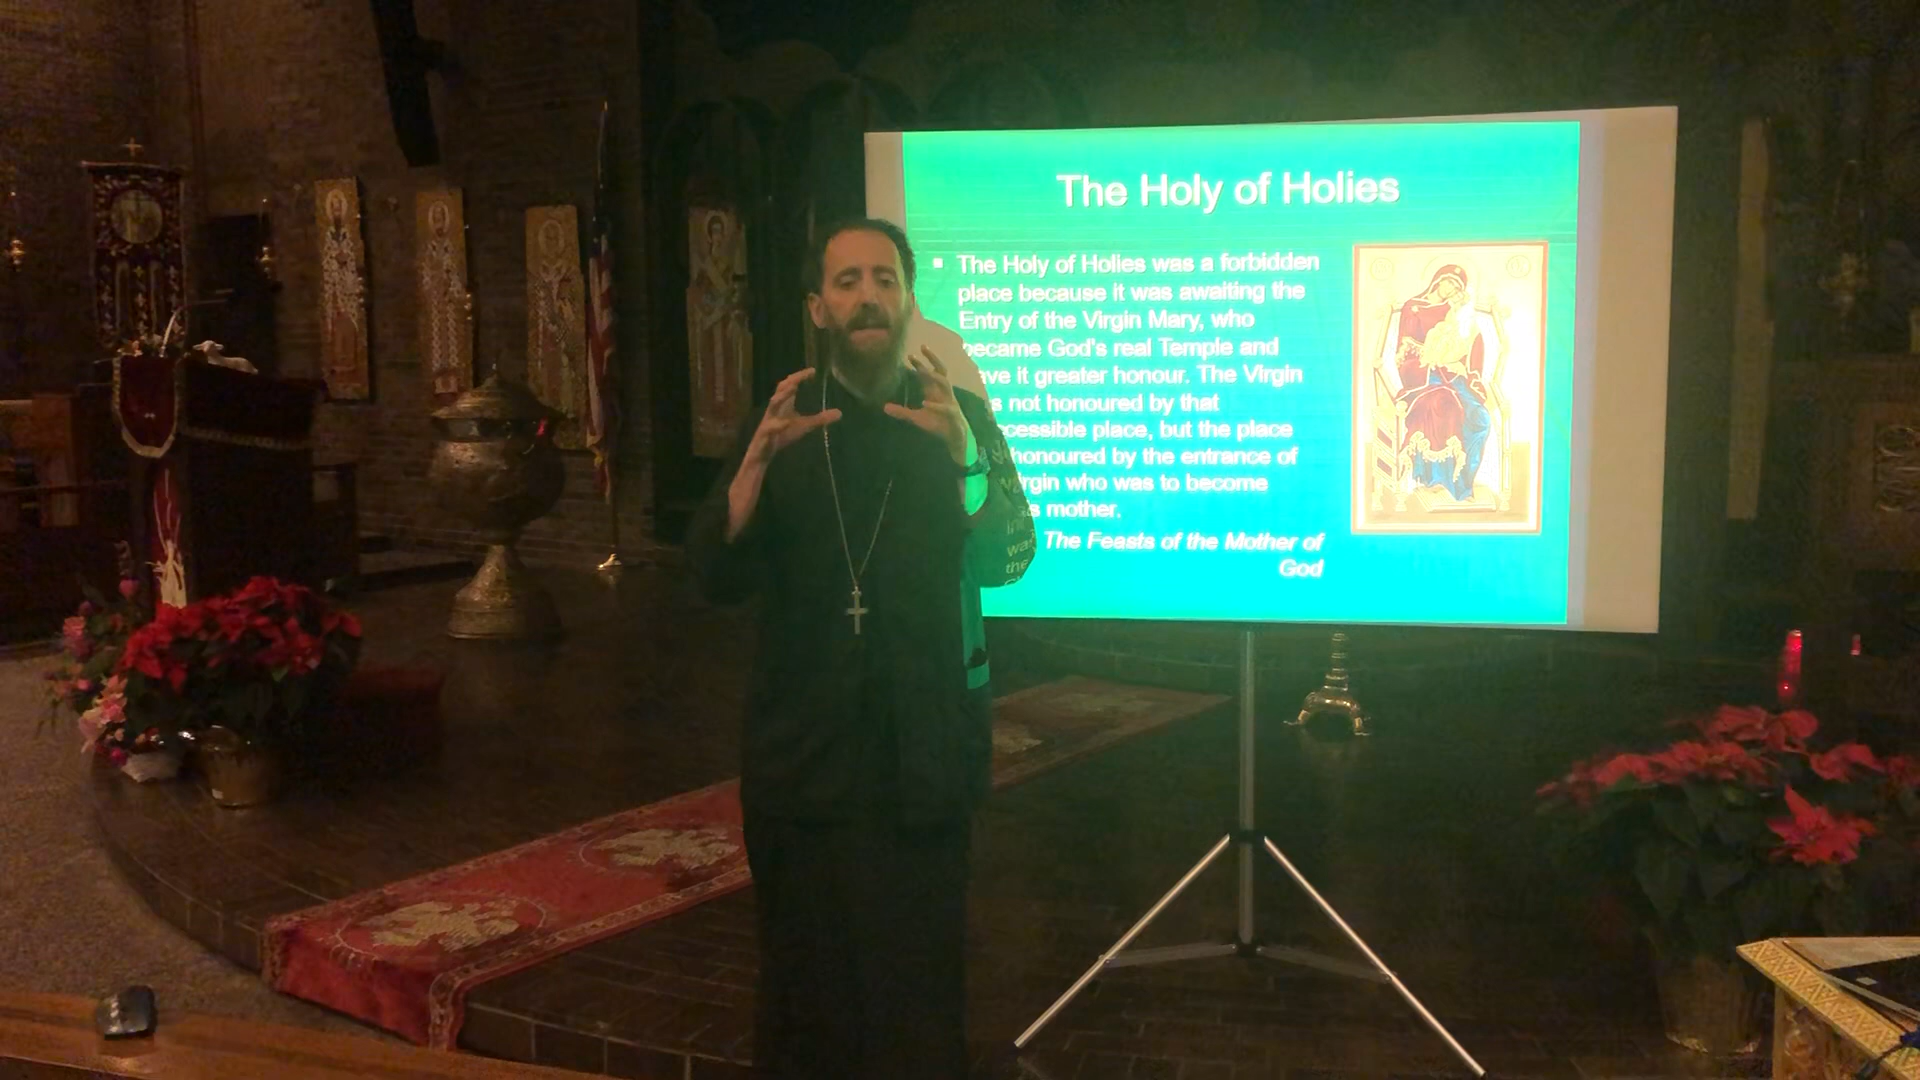 The Holy of Holies
The Holy of Holies was a forbidden
place because it was awaiting the
Entry of the Virgin Mary, who
became God's real Temple and
ave it greater honour. The Virgin
s not honoured by that
cessible place, but the place
honoured by the entrance of
rgin who was to become
s mother.
The Feasts of the Mother of
God